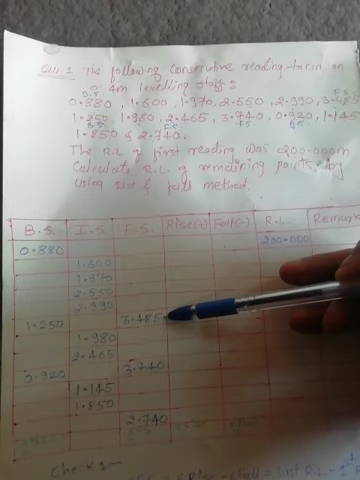 Que.1 The following consecutive reading taken on
a 4m levelling staff :
B.S. F.S.
0.880 , 1.600 , 1.970, 2.550 , 2.990 , 3.485
1.250 , 1.980 , 2.465 , 3.740 , 0.920 , 1.145
B.S. F.S. B.S.
1.850 & 2.740.
F.S.
The R.L of first reading was 200.000m
Calculate R.L of remaining points by
using rise & fall method.
B.S. I.S. F.S. Rise(+) Fall(-) R.L. Remark
0.880 200.000
1.600
1.970
2.550
2.990
1.250 3.485
1.980
2.465
0.920 3.740
1.145
1.850
2.740
Check :-